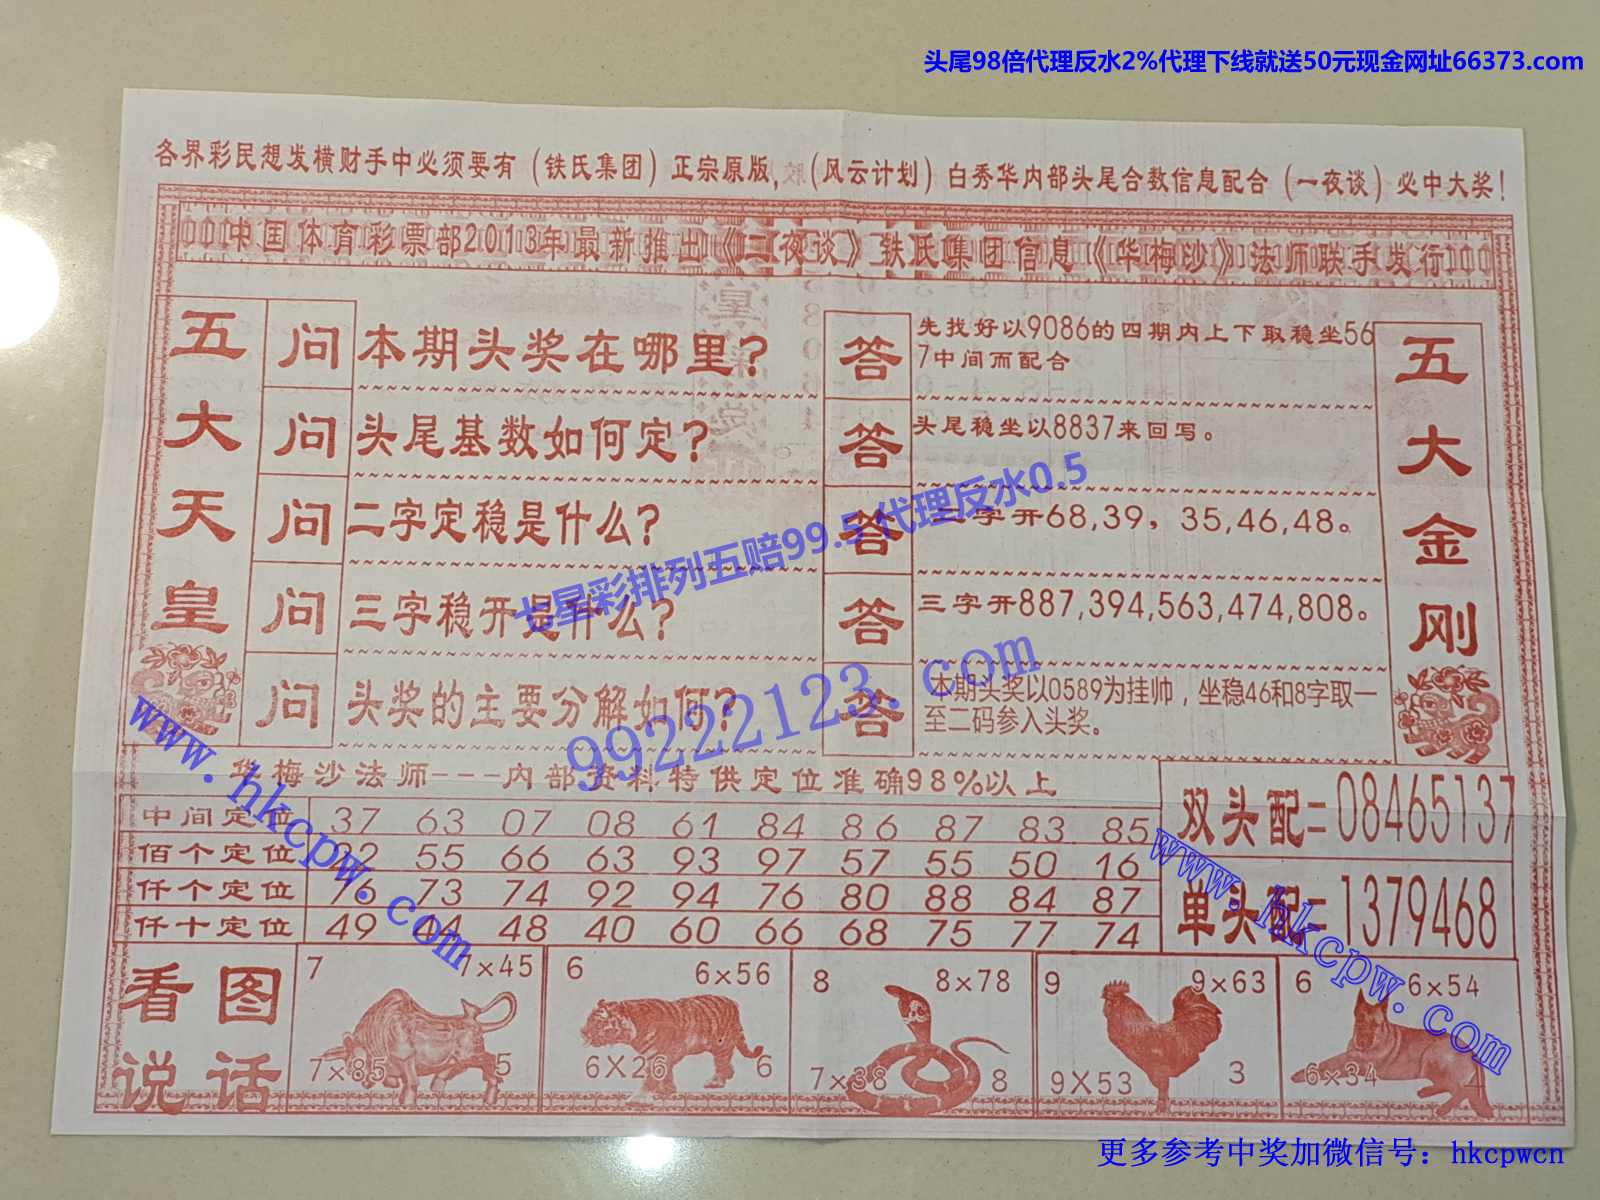 头尾98倍代理反水2%代理下线就送50元现金网址66373.com
各界彩民想发横财手中必须要有（铁氏集团）正宗原版，（风云计划）白秀华内部头尾合数信息配合（一夜谈）必中大奖！
中国体育彩票部2013年最新推出《二夜谈》铁氏集团信息《华梅沙》法师联手发行
五大天皇
问 本期头奖在哪里?
答 先找好以9086的四期内上下取稳坐56
7中间而配合
问 头尾基数如何定?
答 头尾稳坐以8837来回写。
问 二字定稳是什么?
答 二字开68,39，35,46,48。
问 三字稳开是什么?
答 三字开887,394,563,474,808。
问 头奖的主要分解如何?
答 本期头奖以0589为挂帅，坐稳46和8字取一
至二码参入头奖。
五大金刚
七星彩排列五赔99.5代理反水0.5
99222123.com
www.hkcpw.com
华梅沙法师---内部资料特供定位准确98%以上
中间定位 37 63 07 08 61 84 86 87 83 85
佰个定位 22 55 66 63 93 97 57 55 50 16
仟个定位 76 73 74 92 94 76 80 88 84 87
仟十定位 49 44 48 40 60 66 68 75 77 74
双头配=08465137
单头配=1379468
www.hkcpw.com
看图
说话
7 7×45
7×85 5
6 6×56
6×26 6
8 8×78
7×38 8
9 9×63
9×53 3
6 6×54
6×34 4
更多参考中奖加微信号：hkcpwcn